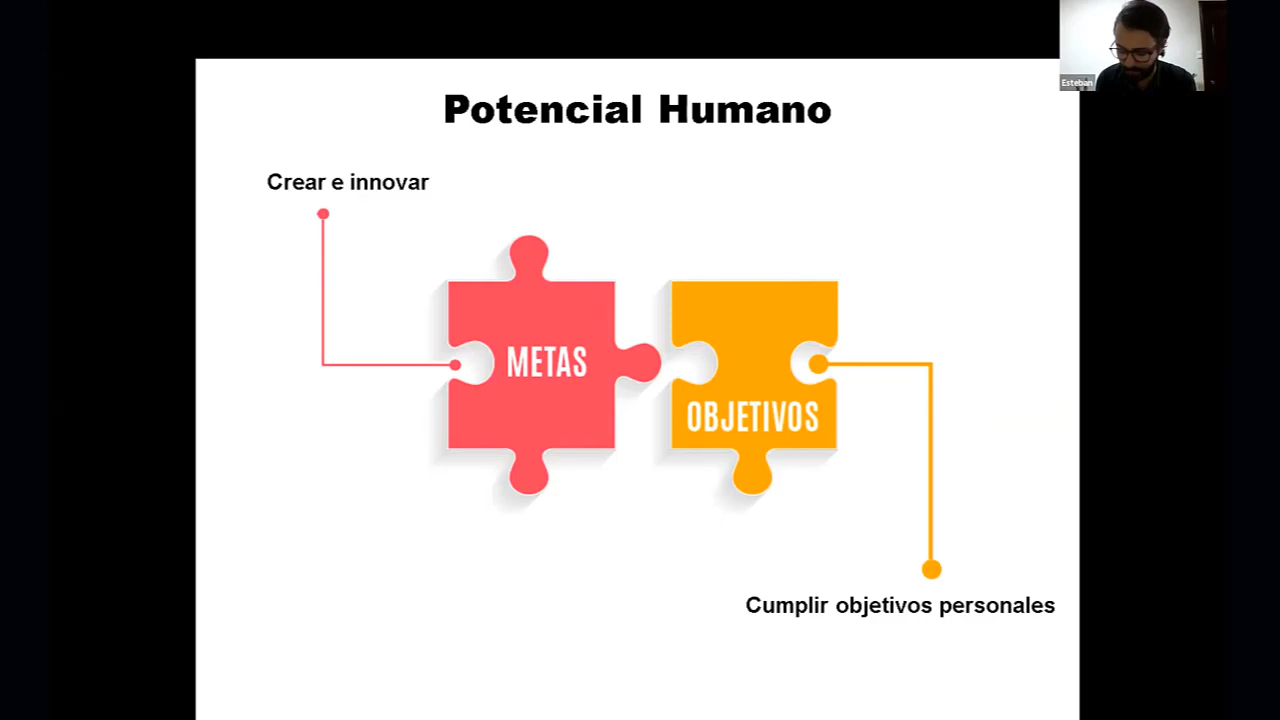 Potencial Humano
Esteban
Crear e innovar
METAS
OBJETIVOS
Cumplir objetivos personales